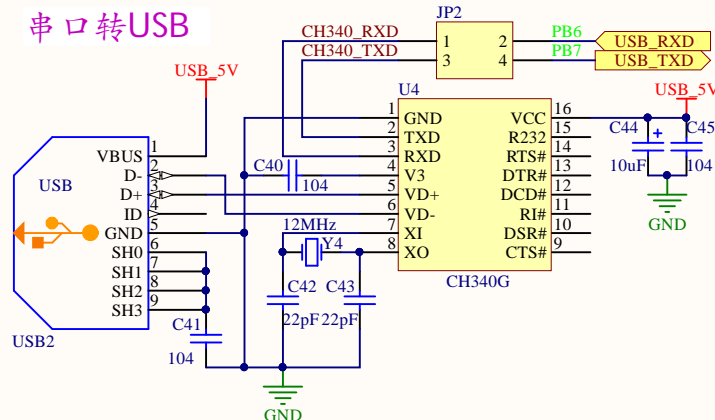 串口转USB
JP2
CH340_RXD 1 2 PB6 USB_RXD
CH340_TXD 3 4 PB7 USB_TXD
USB_5V
U4
USB_5V
1 GND VCC 16
2 TXD R232 15
3 RXD RTS# 14
4 V3 DTR# 13
5 VD+ DCD# 12
6 VD- RI# 11
7 XI DSR# 10
8 XO CTS# 9
CH340G
C44 + C45
10uF 104
GND
USB
VBUS 1
D- 2
D+ 3
ID 4
GND 5
SH0 6
SH1 7
SH2 8
SH3 9
USB2
C40
104
12MHz
Y4
C42 C43
22pF 22pF
C41
104
GND